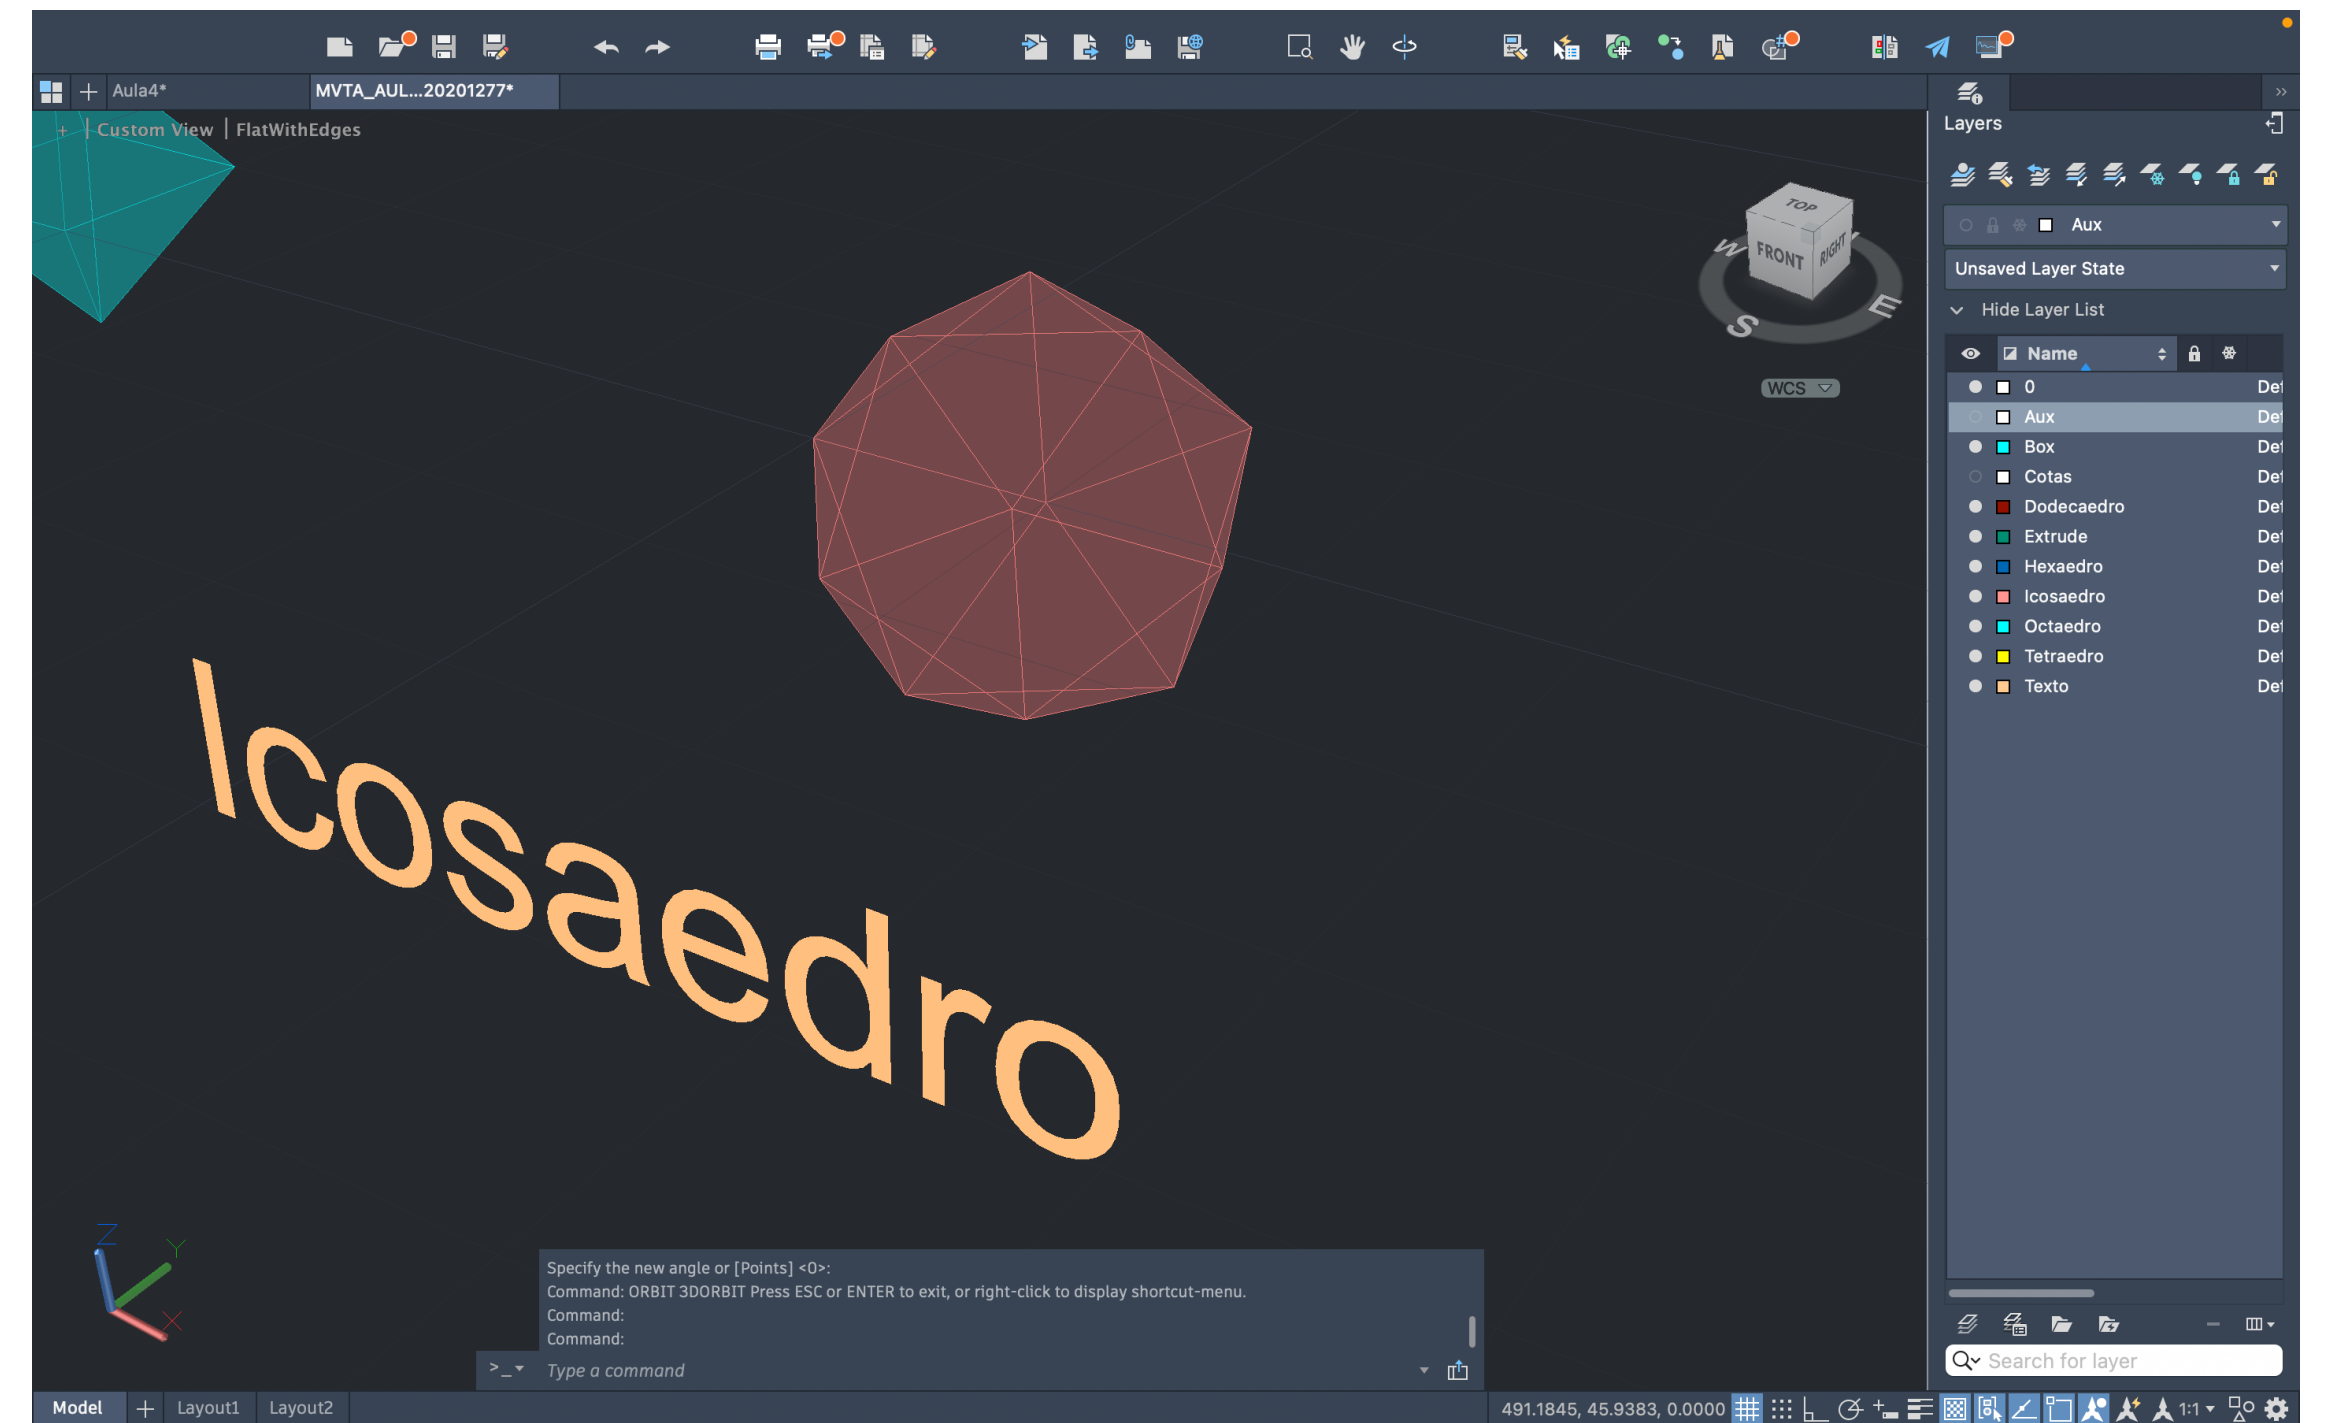 Aula4*
MVTA_AUL...20201277*
+ | Custom View | FlatWithEdges
TOP
FRONT
RIGHT
W
S
E
WCS
Layers
Aux
Unsaved Layer State
Hide Layer List
Name
0 Def
Aux Def
Box Def
Cotas Def
Dodecaedro Def
Extrude Def
Hexaedro Def
Icosaedro Def
Octaedro Def
Tetraedro Def
Texto Def
Icosaedro
Z
Y
X
Specify the new angle or [Points] <0>:
Command: ORBIT 3DORBIT Press ESC or ENTER to exit, or right-click to display shortcut-menu.
Command:
Command:
>_ Type a command
Search for layer
Model + Layout1 Layout2
491.1845, 45.9383, 0.0000
1:1